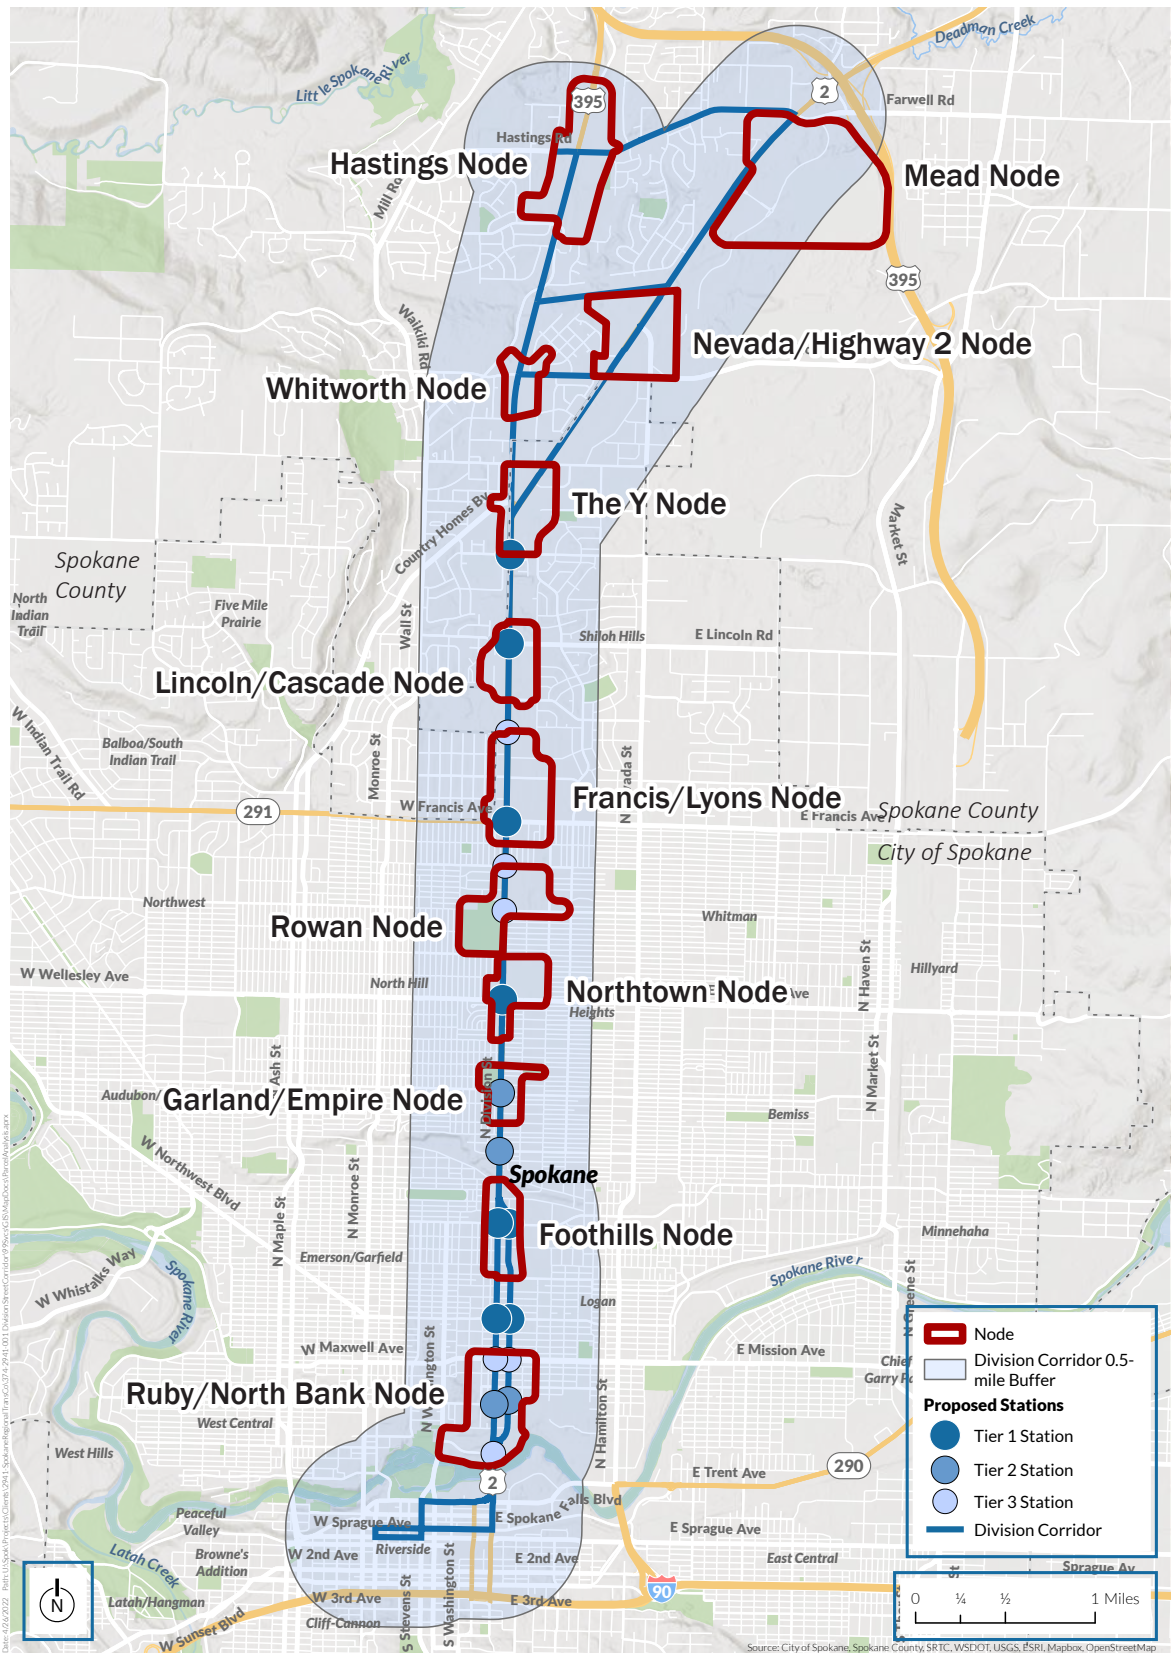 Deadman Creek
Little Spokane River
395
2
Farwell Rd
Hastings Rd
Hastings Node
Mead Node
Mill Rd
395
Waikiki Rd
Nevada/Highway 2 Node
Whitworth Node
The Y Node
Country Homes Bv
Market St
Spokane
County
North
Indian
Trail
Five Mile
Prairie
Wall St
Shiloh Hills
E Lincoln Rd
Lincoln/Cascade Node
W Indian Trail Rd
Balboa/South
Indian Trail
Monroe St
291
W Francis Ave
Francis/Lyons Node
E Francis Ave
Spokane County
City of Spokane
Northwest
Rowan Node
Whitman
W Wellesley Ave
North Hill
Northtown Node
Ave
Heights
N Haven St
Hillyard
Ash St
N Division St
Audubon/
Garland/Empire Node
N Market St
Bemiss
W Northwest Blvd
N Monroe St
Spokane
N Maple St
Foothills Node
Minnehaha
Emerson/Garfield
W Whistalks Way
Spokane River
Spokane River
Logan
N Greene St
W Maxwell Ave
E Mission Ave
Chief
Garry Pa
Ruby/North Bank Node
West Central
N Hamilton St
West Hills
2
E Trent Ave
290
Peaceful
Valley
W Sprague Ave
E Spokane Falls Blvd
E Sprague Ave
Riverside
Latah Creek
Browne's
Addition
W 2nd Ave
E 2nd Ave
East Central
Sprague Av
Latah/Hangman
W 3rd Ave
E 3rd Ave
90
Cliff-Cannon
W Sunset Blvd
S Stevens St
S Washington St
Node
Division Corridor 0.5-
mile Buffer
Proposed Stations
Tier 1 Station
Tier 2 Station
Tier 3 Station
Division Corridor
N
0 ¼ ½ 1 Miles
Source: City of Spokane, Spokane County, SRTC, WSDOT, USGS, ESRI, Mapbox, OpenStreetMap